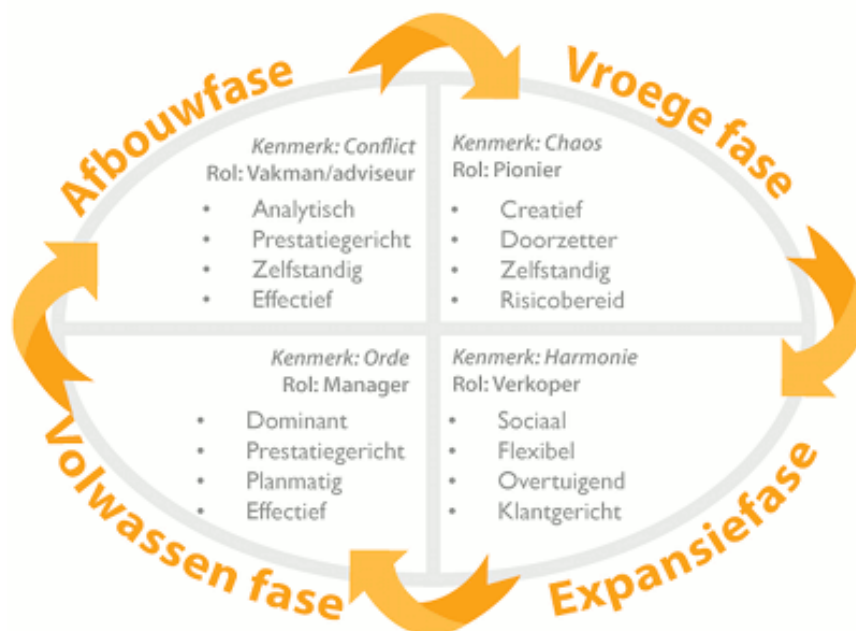 Afbouwfase
Kenmerk: Conflict
Rol: Vakman/adviseur
• Analytisch
• Prestatiegericht
• Zelfstandig
• Effectief
Vroege fase
Kenmerk: Chaos
Rol: Pionier
• Creatief
• Doorzetter
• Zelfstandig
• Risicobereid
Kenmerk: Orde
Rol: Manager
• Dominant
• Prestatiegericht
• Planmatig
• Effectief
Volwassen fase
Kenmerk: Harmonie
Rol: Verkoper
• Sociaal
• Flexibel
• Overtuigend
• Klantgericht
Expansiefase